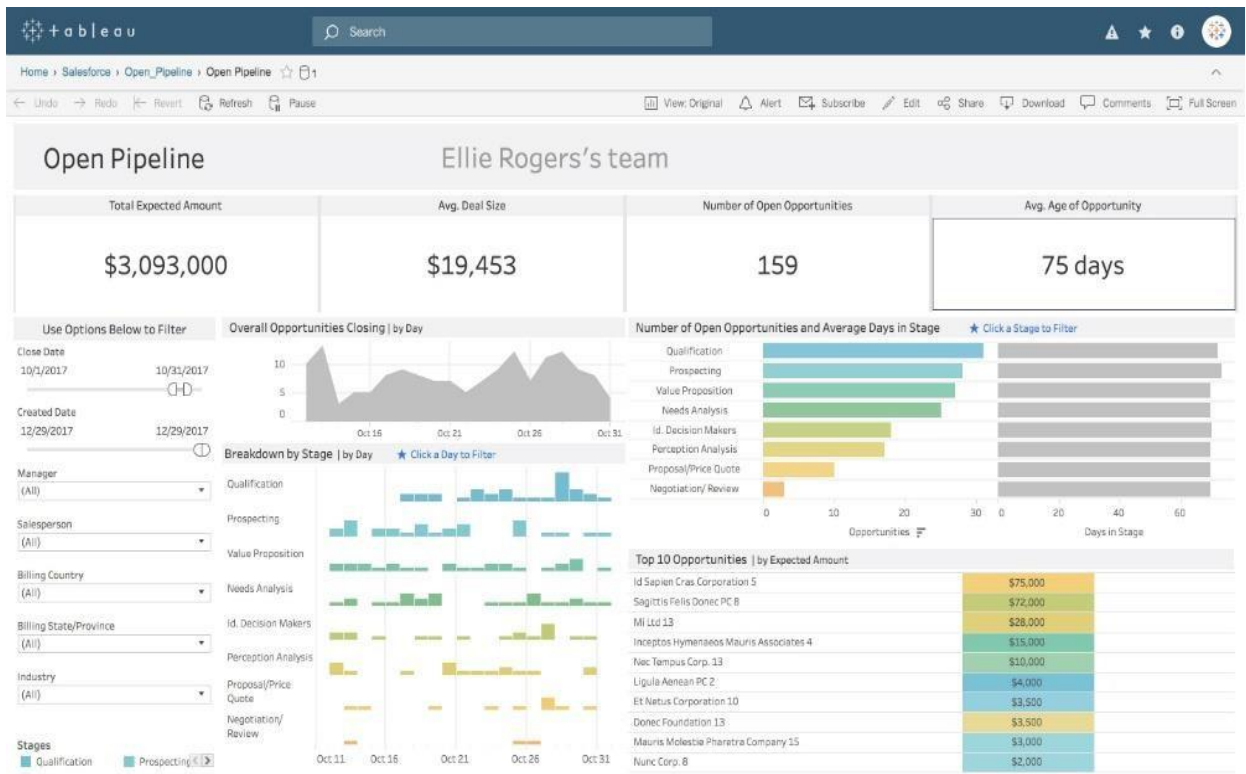 tableau
Search
Home › Salesforce › Open_Pipeline › Open Pipeline 1
Undo Redo Revert Refresh Pause View: Original Alert Subscribe Edit Share Download Comments Full Screen
Open Pipeline
Ellie Rogers's team
Total Expected Amount
$3,093,000
Avg. Deal Size
$19,453
Number of Open Opportunities
159
Avg. Age of Opportunity
75 days
Use Options Below to Filter
Close Date
10/1/2017 10/31/2017
Created Date
12/29/2017 12/29/2017
Manager
(All)
Salesperson
(All)
Billing Country
(All)
Billing State/Province
(All)
Industry
(All)
Stages
Qualification Prospecting
Overall Opportunities Closing | by Day
10
5
0
Oct 16 Oct 21 Oct 26 Oct 31
Breakdown by Stage | by Day ★ Click a Day to Filter
Qualification
Prospecting
Value Proposition
Needs Analysis
Id. Decision Makers
Perception Analysis
Proposal/Price
Quote
Negotiation/
Review
Oct 11 Oct 16 Oct 21 Oct 26 Oct 31
Number of Open Opportunities and Average Days in Stage ★ Click a Stage to Filter
Qualification
Prospecting
Value Proposition
Needs Analysis
Id. Decision Makers
Perception Analysis
Proposal/Price Quote
Negotiation/ Review
0 10 20 30 0 20 40 60
Opportunities Days in Stage
Top 10 Opportunities | by Expected Amount
Id Sapien Cras Corporation 5 $75,000
Sagittis Felis Donec PC 8 $72,000
Mi Ltd 13 $28,000
Inceptos Hymenaeos Mauris Associates 4 $15,000
Nec Tempus Corp. 13 $10,000
Ligula Aenean PC 2 $4,000
Et Netus Corporation 10 $3,500
Donec Foundation 13 $3,500
Mauris Molestie Pharetra Company 15 $3,000
Nunc Corp. 8 $2,000